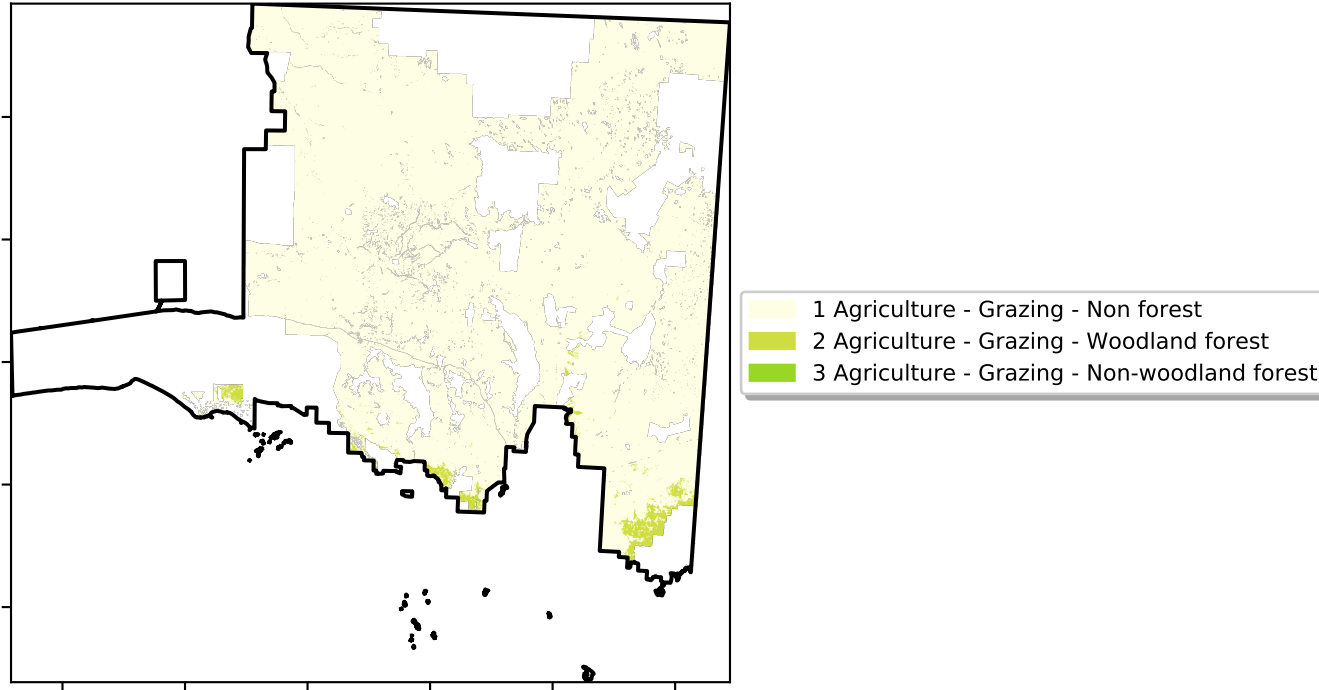 1 Agriculture - Grazing - Non forest
2 Agriculture - Grazing - Woodland forest
3 Agriculture - Grazing - Non-woodland forest